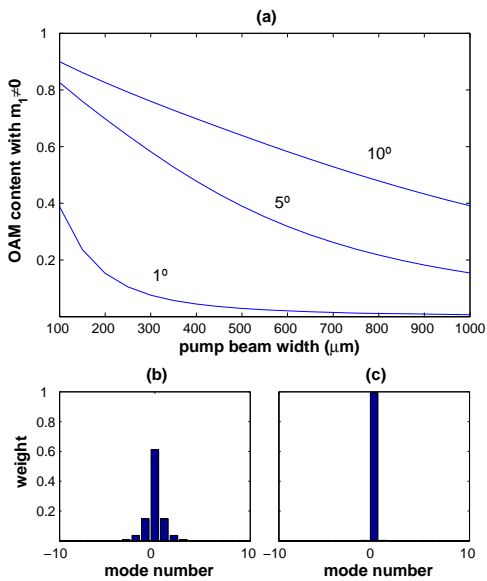 (a)
OAM content with m₁≠0
1
0.8
0.6
0.4
0.2
10º
5º
1º
100 200 300 400 500 600 700 800 900 1000
pump beam width (μm)
(b) (c)
weight
1
0.8
0.6
0.4
0.2
−10 0 10 −10 0 10
mode number mode number